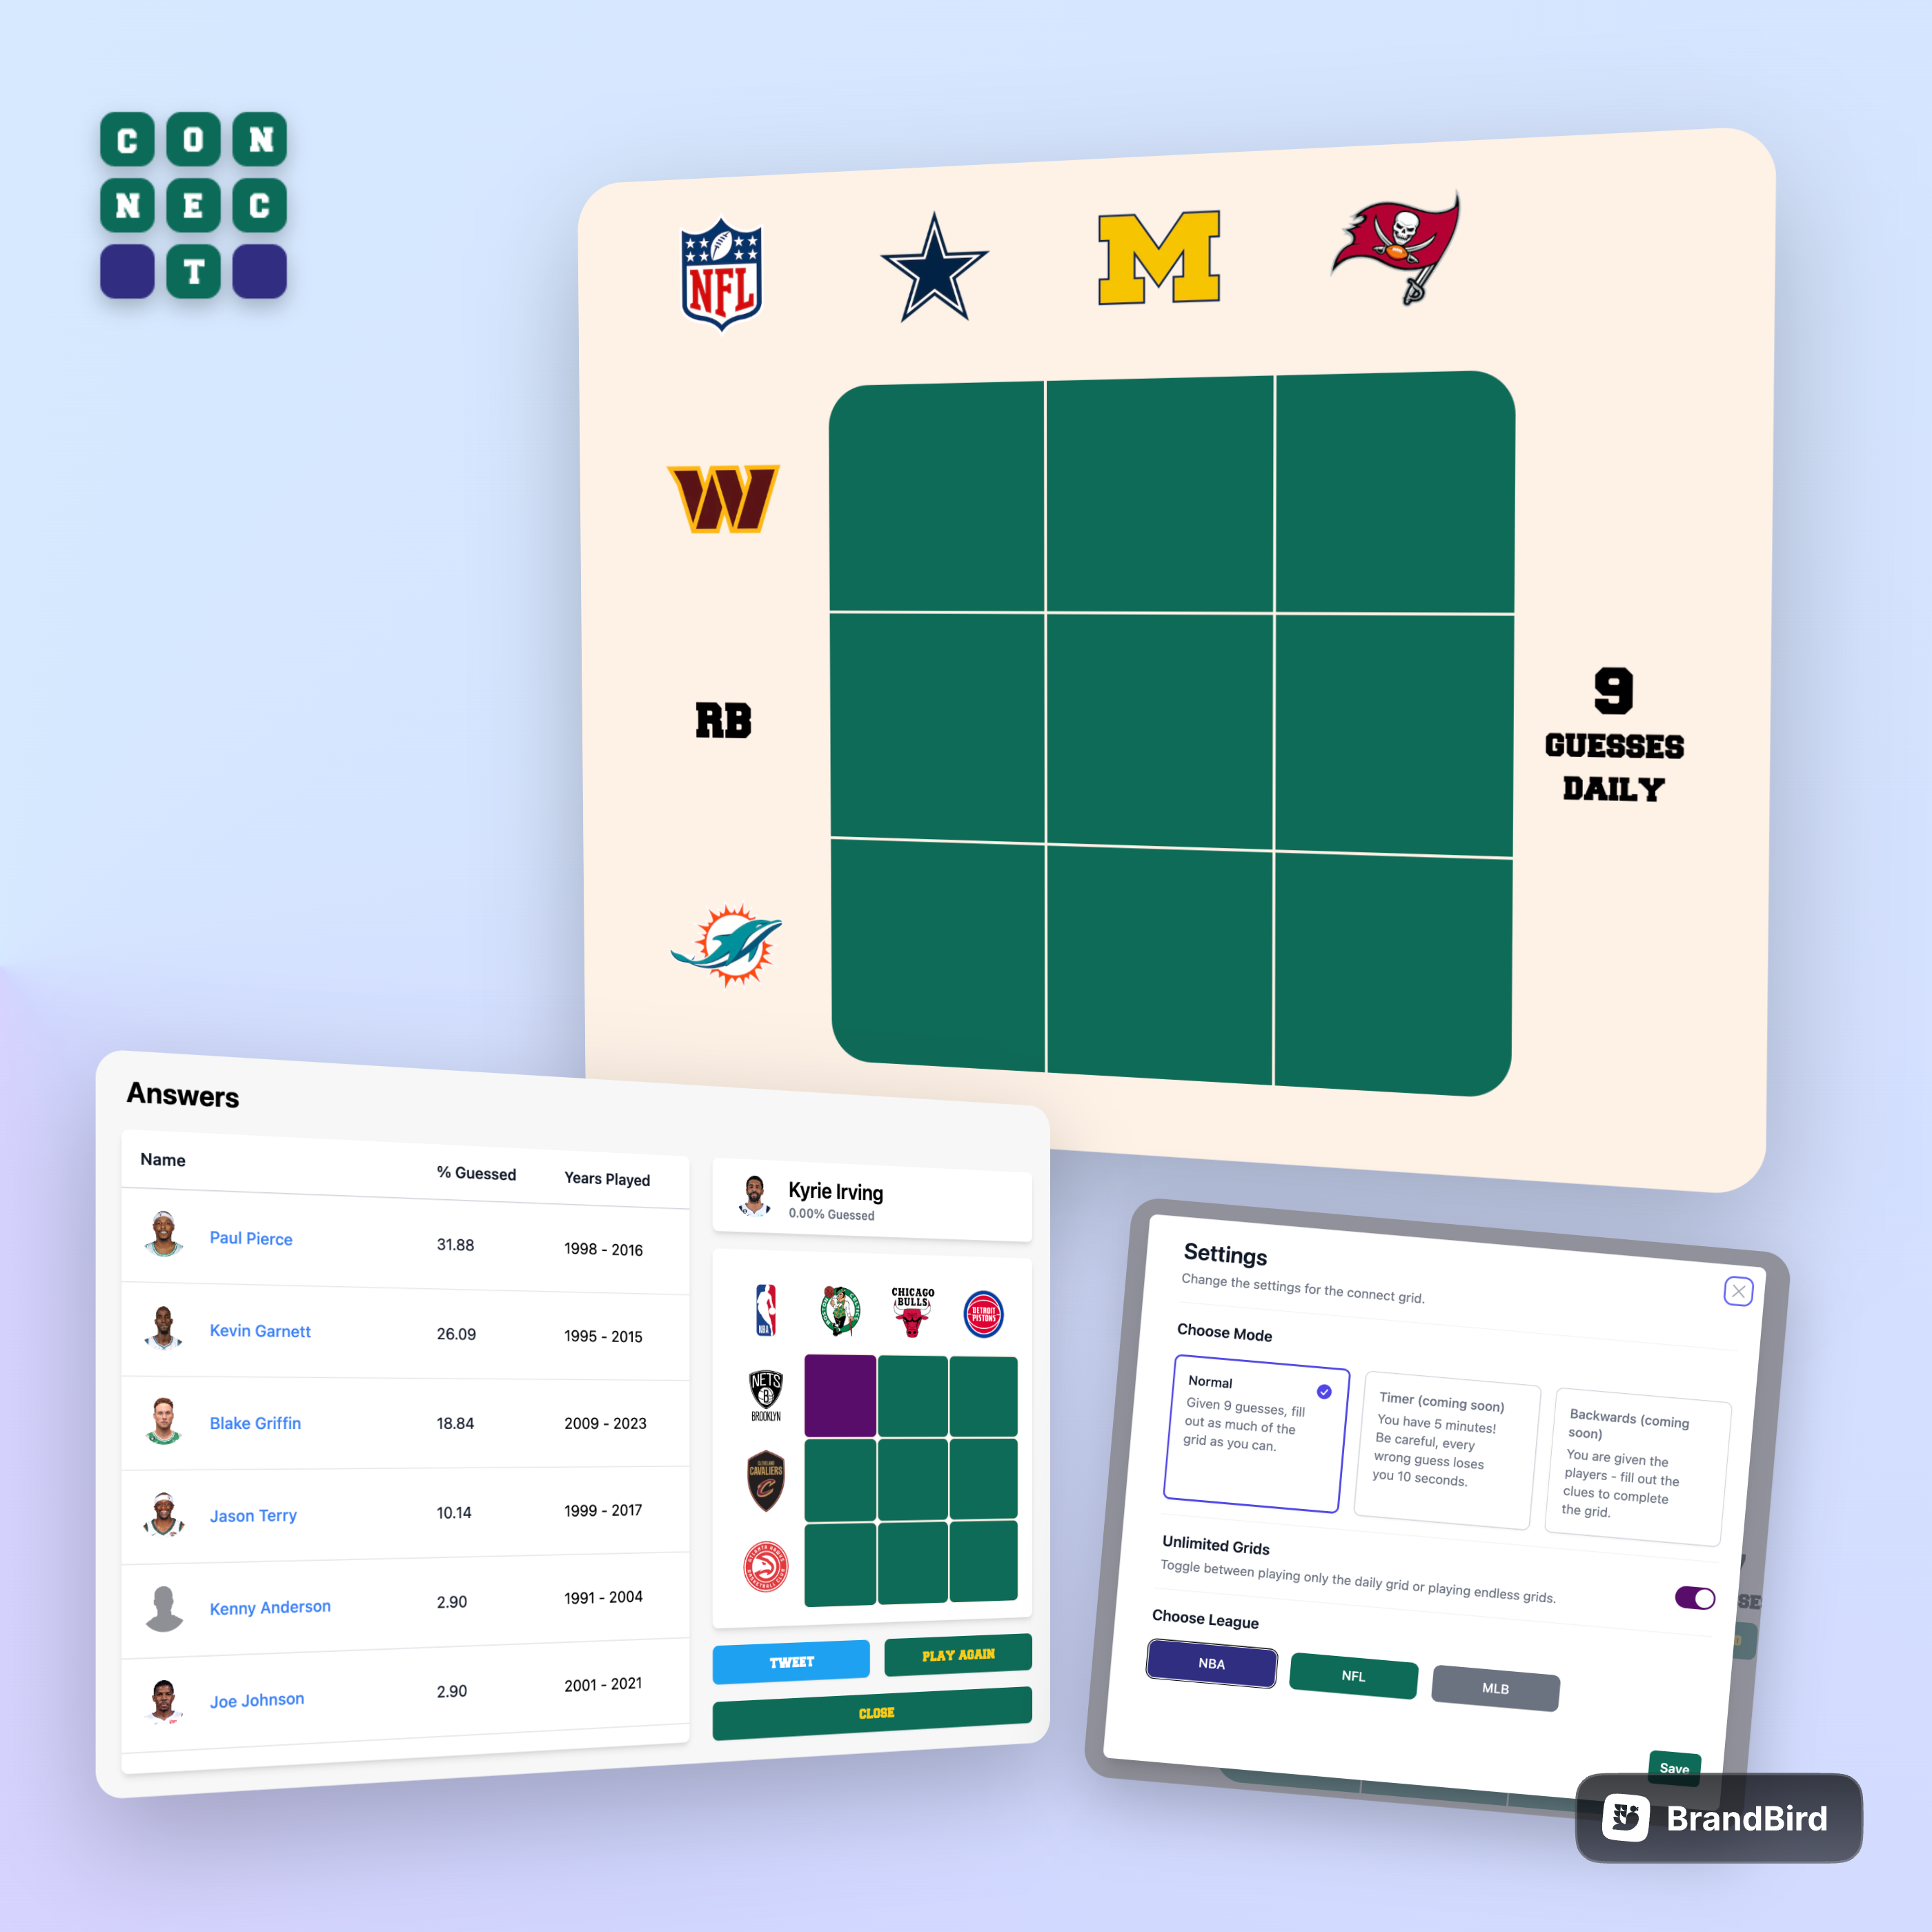 C O N
N E C
T
NFL
M
W
RB
9
GUESSES
DAILY
Answers
Name % Guessed Years Played
Paul Pierce 31.88 1998 - 2016
Kevin Garnett 26.09 1995 - 2015
Blake Griffin 18.84 2009 - 2023
Jason Terry 10.14 1999 - 2017
Kenny Anderson 2.90 1991 - 2004
Joe Johnson 2.90 2001 - 2021
Kyrie Irving
0.00% Guessed
NBA
CHICAGO
BULLS
DETROIT
PISTONS
NETS
B
BROOKLYN
CLEVELAND
CAVALIERS
C
ATLANTA HAWKS
BASKETBALL CLUB
TWEET
PLAY AGAIN
CLOSE
Settings
Change the settings for the connect grid.
Choose Mode
Normal
Given 9 guesses, fill
out as much of the
grid as you can.
Timer (coming soon)
You have 5 minutes!
Be careful, every
wrong guess loses
you 10 seconds.
Backwards (coming
soon)
You are given the
players - fill out the
clues to complete
the grid.
Unlimited Grids
Toggle between playing only the daily grid or playing endless grids.
Choose League
NBA
NFL
MLB
Save
BrandBird